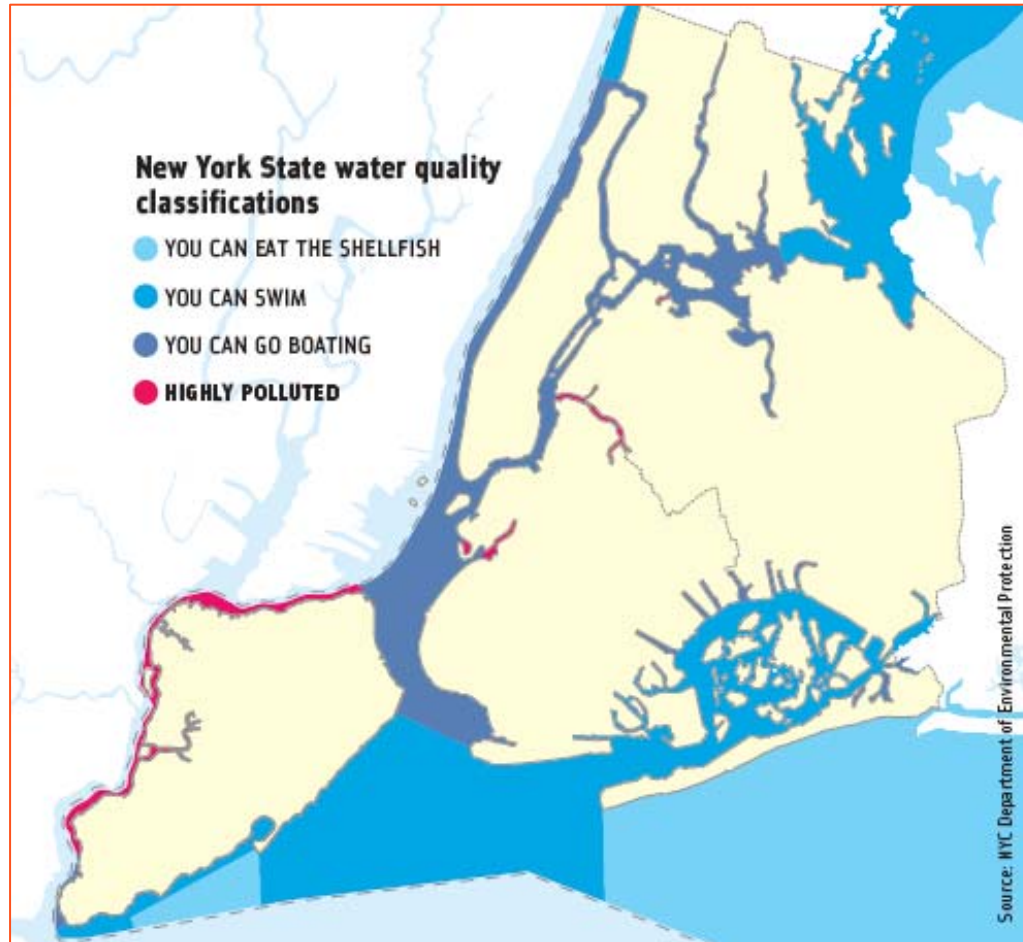 New York State water quality
classifications
YOU CAN EAT THE SHELLFISH
YOU CAN SWIM
YOU CAN GO BOATING
HIGHLY POLLUTED
Source: NYC Department of Environmental Protection